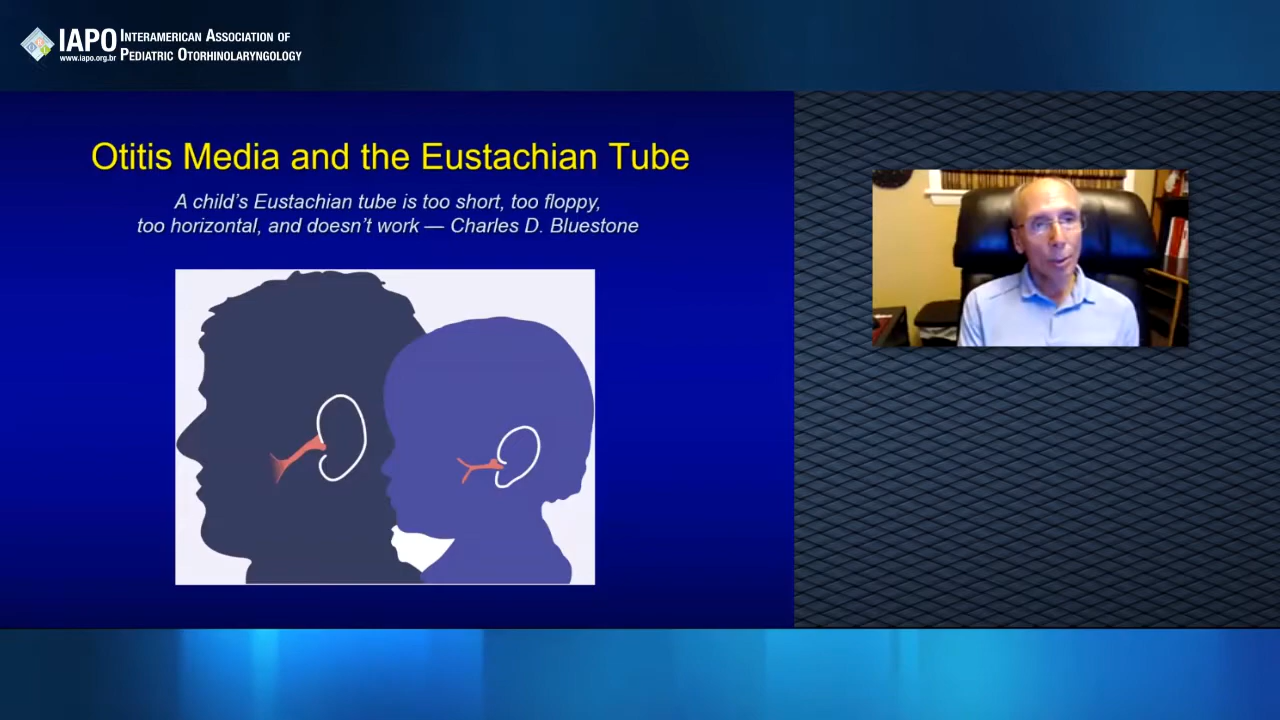 IAPO
www.iapo.org.br
Interamerican Association of
Pediatric Otorhinolaryngology
Otitis Media and the Eustachian Tube
A child's Eustachian tube is too short, too floppy,
too horizontal, and doesn't work — Charles D. Bluestone